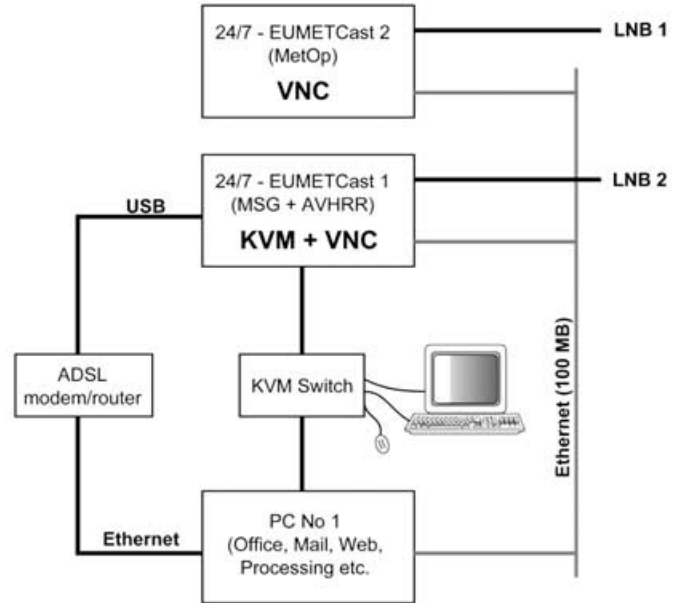 24/7 - EUMETCast 2
(MetOp)
VNC
LNB 1
24/7 - EUMETCast 1
(MSG + AVHRR)
KVM + VNC
LNB 2
USB
ADSL
modem/router
KVM Switch
Ethernet (100 MB)
Ethernet
PC No 1
(Office, Mail, Web,
Processing etc.